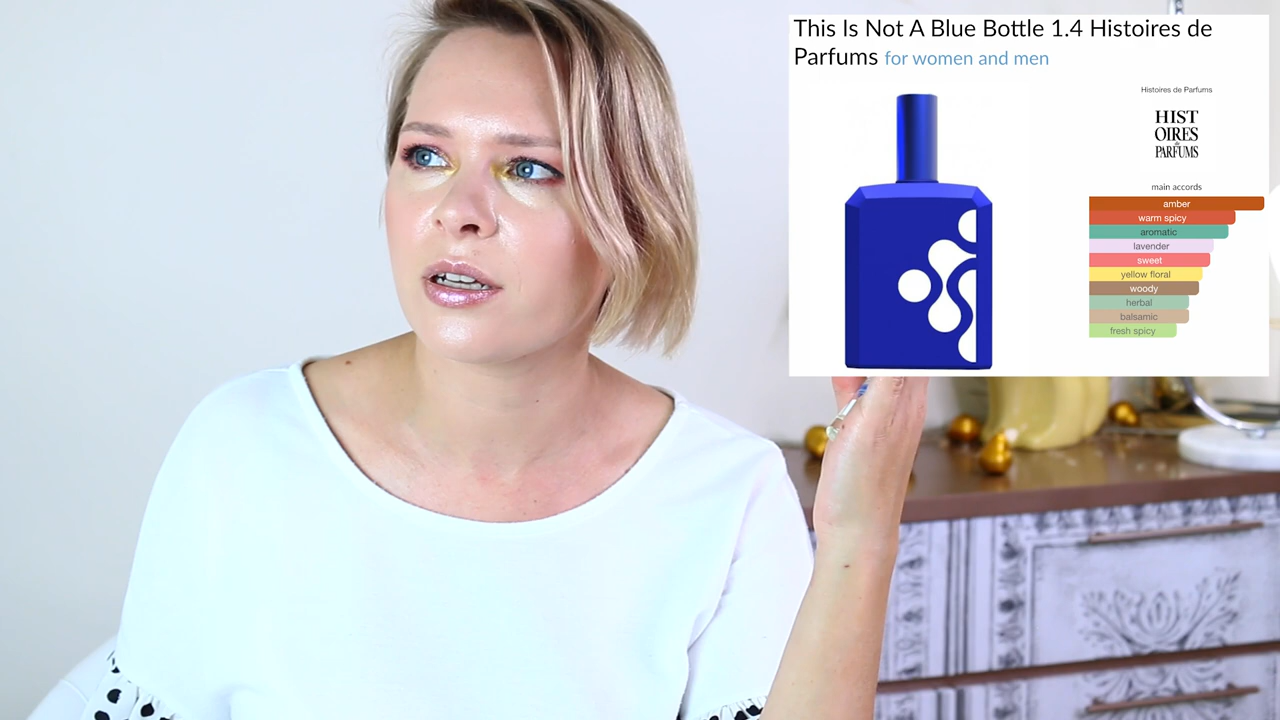 This Is Not A Blue Bottle 1.4 Histoires de
Parfums for women and men
Histoires de Parfums
HIST
OIRES
de
PARFUMS
main accords
amber
warm spicy
aromatic
lavender
sweet
yellow floral
woody
herbal
balsamic
fresh spicy